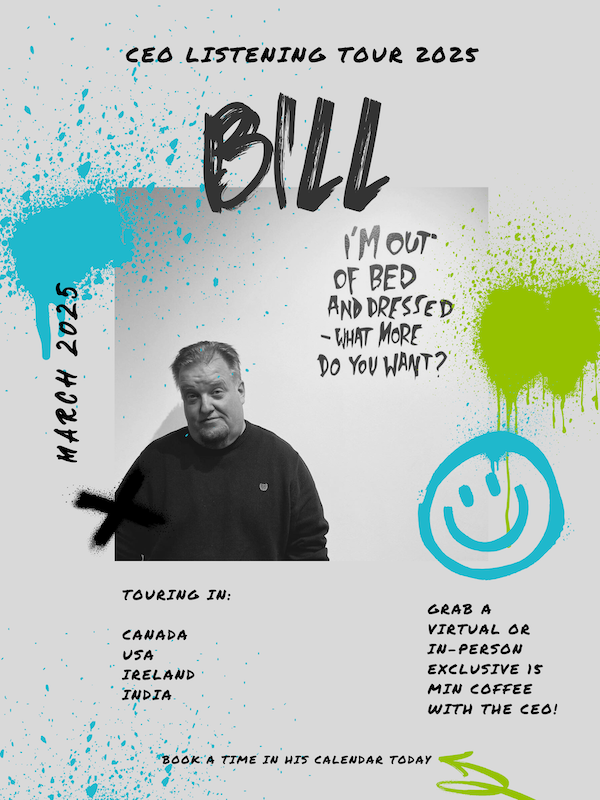 CEO LISTENING TOUR 2025
BILL
I'M OUT
OF BED
AND DRESSED
-WHAT MORE
DO YOU WANT?
MARCH 2025
TOURING IN:
CANADA
USA
IRELAND
INDIA
GRAB A
VIRTUAL OR
IN-PERSON
EXCLUSIVE 15
MIN COFFEE
WITH THE CEO!
BOOK A TIME IN HIS CALENDAR TODAY